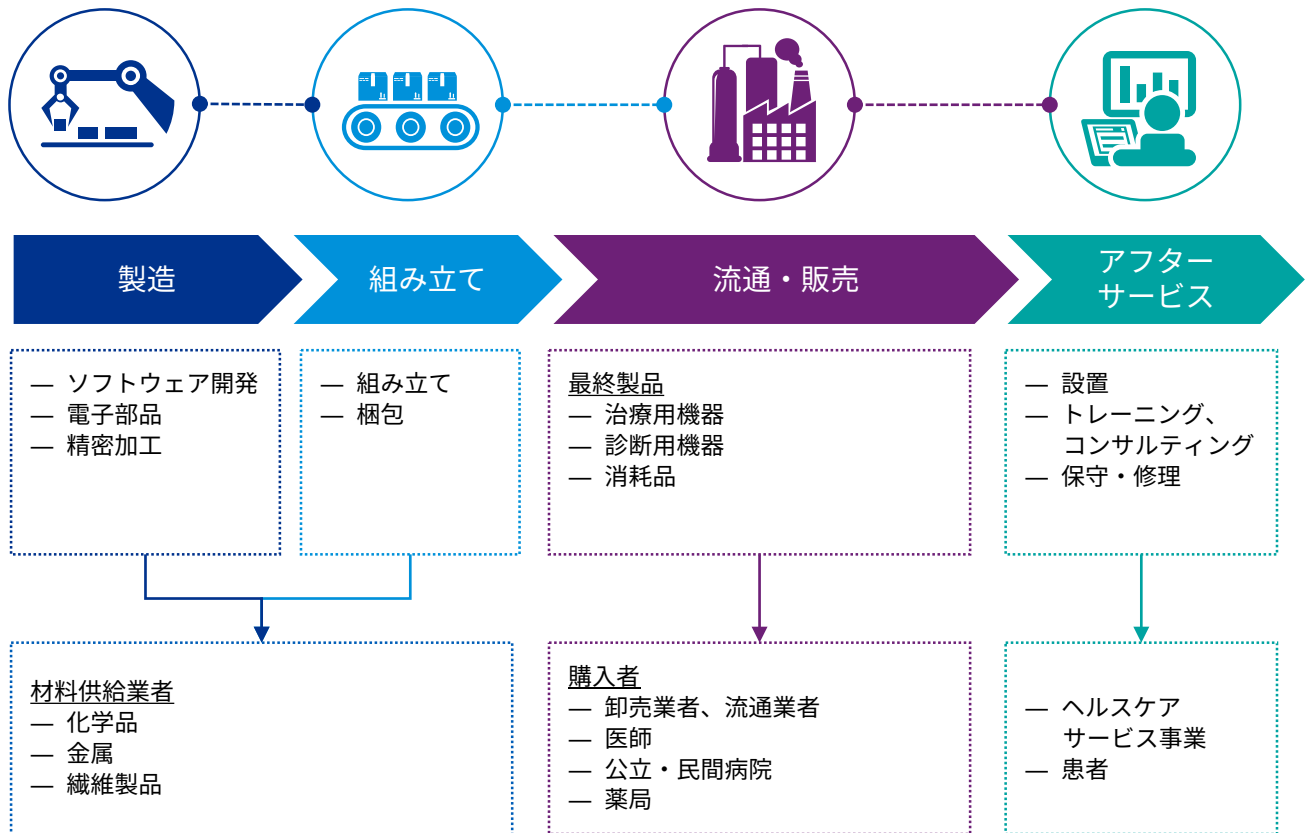 製造
組み立て
流通・販売
アフター
サービス
— ソフトウェア開発
— 電子部品
— 精密加工
— 組み立て
— 梱包
最終製品
— 治療用機器
— 診断用機器
— 消耗品
— 設置
— トレーニング、
コンサルティング
— 保守・修理
材料供給業者
— 化学品
— 金属
— 繊維製品
購入者
— 卸売業者、流通業者
— 医師
— 公立・民間病院
— 薬局
— ヘルスケア
サービス事業
— 患者